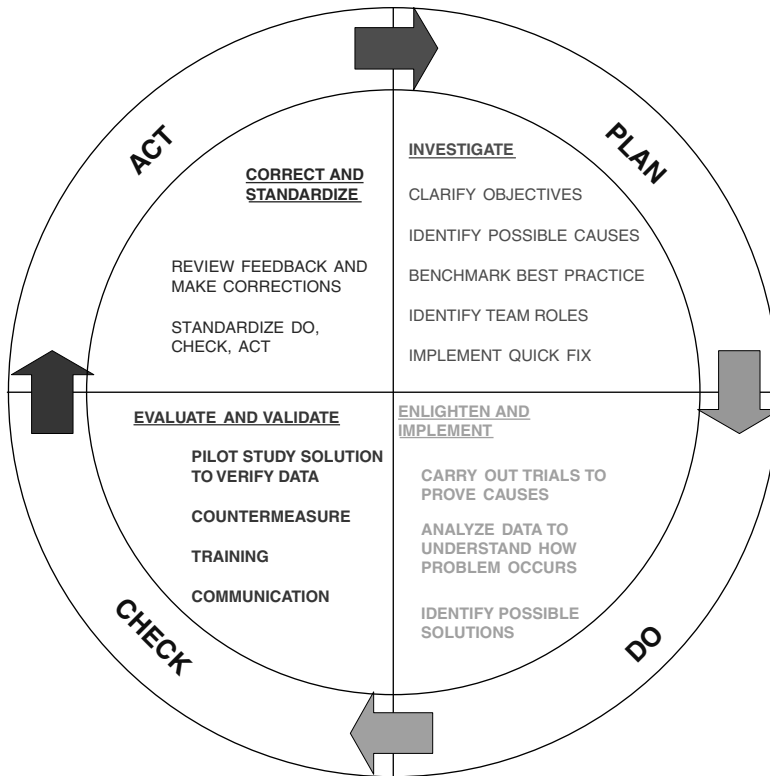 ACT
PLAN
CORRECT AND
STANDARDIZE
REVIEW FEEDBACK AND
MAKE CORRECTIONS
STANDARDIZE DO,
CHECK, ACT
INVESTIGATE
CLARIFY OBJECTIVES
IDENTIFY POSSIBLE CAUSES
BENCHMARK BEST PRACTICE
IDENTIFY TEAM ROLES
IMPLEMENT QUICK FIX
EVALUATE AND VALIDATE
PILOT STUDY SOLUTION
TO VERIFY DATA
COUNTERMEASURE
TRAINING
COMMUNICATION
ENLIGHTEN AND
IMPLEMENT
CARRY OUT TRIALS TO
PROVE CAUSES
ANALYZE DATA TO
UNDERSTAND HOW
PROBLEM OCCURS
IDENTIFY POSSIBLE
SOLUTIONS
CHECK
DO